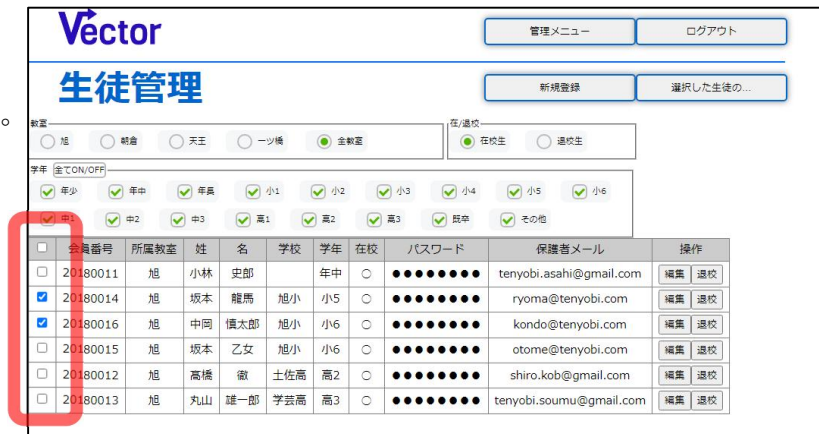 Vector
管理メニュー ログアウト
生徒管理
新規登録 選択した生徒の...
。
教室 在/退校
旭 朝倉 天王 一ツ橋 全教室 在校生 退校生
学年 全てON/OFF
年少 年中 年長 小1 小2 小3 小4 小5 小6
中1 中2 中3 高1 高2 高3 既卒 その他
会員番号 所属教室 姓 名 学校 学年 在校 パスワード 保護者メール 操作
20180011 旭 小林 史郎 年中 ○ ●●●●●●●● tenyobi.asahi@gmail.com 編集 退校
20180014 旭 坂本 龍馬 旭小 小5 ○ ●●●●●●●● ryoma@tenyobi.com 編集 退校
20180016 旭 中岡 慎太郎 旭小 小6 ○ ●●●●●●●● kondo@tenyobi.com 編集 退校
20180015 旭 坂本 乙女 旭小 小6 ○ ●●●●●●●● otome@tenyobi.com 編集 退校
20180012 旭 高橋 徹 土佐高 高2 ○ ●●●●●●●● shiro.kob@gmail.com 編集 退校
20180013 旭 丸山 雄一郎 学芸高 高3 ○ ●●●●●●●● tenyobi.soumu@gmail.com 編集 退校